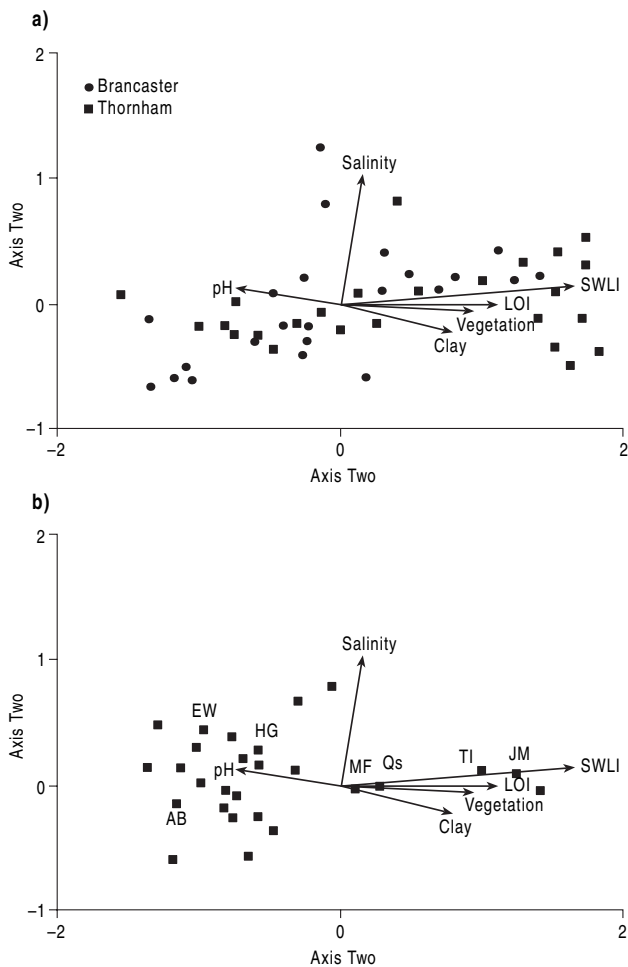 a)
2
Brancaster
Thornham
Salinity
1
Axis Two
pH
SWLI
0
LOI
Vegetation
Clay
−1
−2
0
2
Axis Two
b)
2
Salinity
1
Axis Two
EW
HG
TI
JM
MF
Qs
SWLI
pH
0
LOI
Vegetation
AB
Clay
−1
−2
0
2
Axis Two